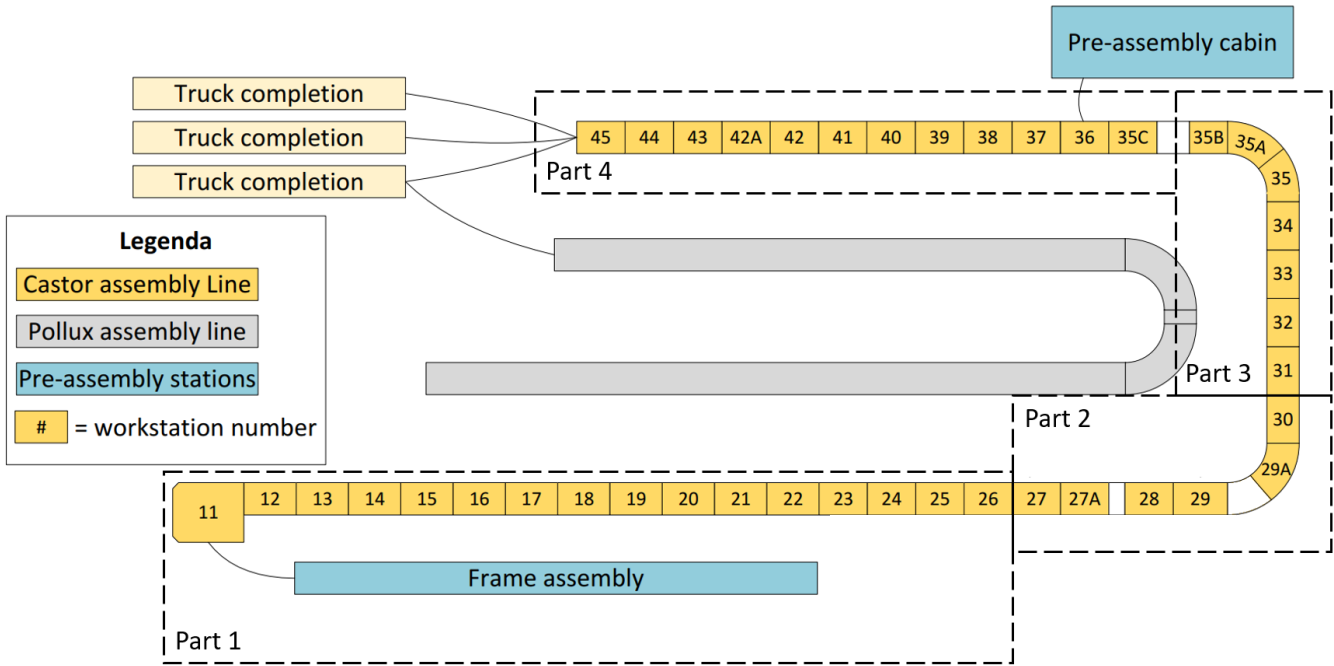 Pre-assembly cabin
Truck completion
Truck completion
Truck completion
45 44 43 42A 42 41 40 39 38 37 36 35C 35B 35A
Part 4
35
34
33
32
31
Part 3
Legenda
Castor assembly Line
Pollux assembly line
Pre-assembly stations
# = workstation number
Part 2
30
29A
11 12 13 14 15 16 17 18 19 20 21 22 23 24 25 26 27 27A 28 29
Frame assembly
Part 1